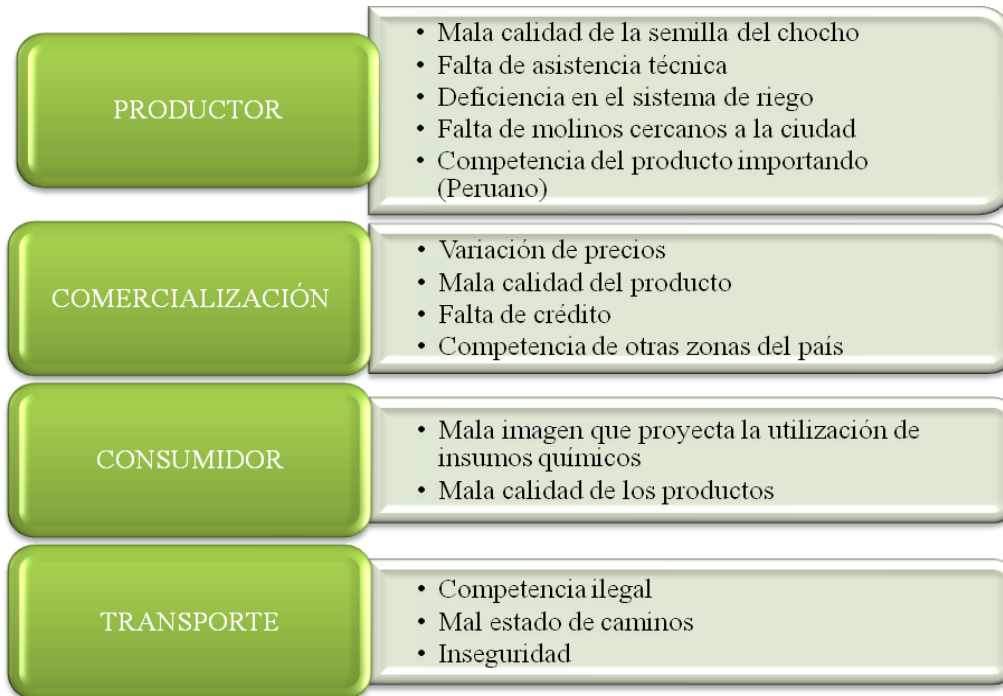 PRODUCTOR
• Mala calidad de la semilla del chocho
• Falta de asistencia técnica
• Deficiencia en el sistema de riego
• Falta de molinos cercanos a la ciudad
• Competencia del producto importando
(Peruano)
COMERCIALIZACIÓN
• Variación de precios
• Mala calidad del producto
• Falta de crédito
• Competencia de otras zonas del país
CONSUMIDOR
• Mala imagen que proyecta la utilización de
insumos químicos
• Mala calidad de los productos
TRANSPORTE
• Competencia ilegal
• Mal estado de caminos
• Inseguridad